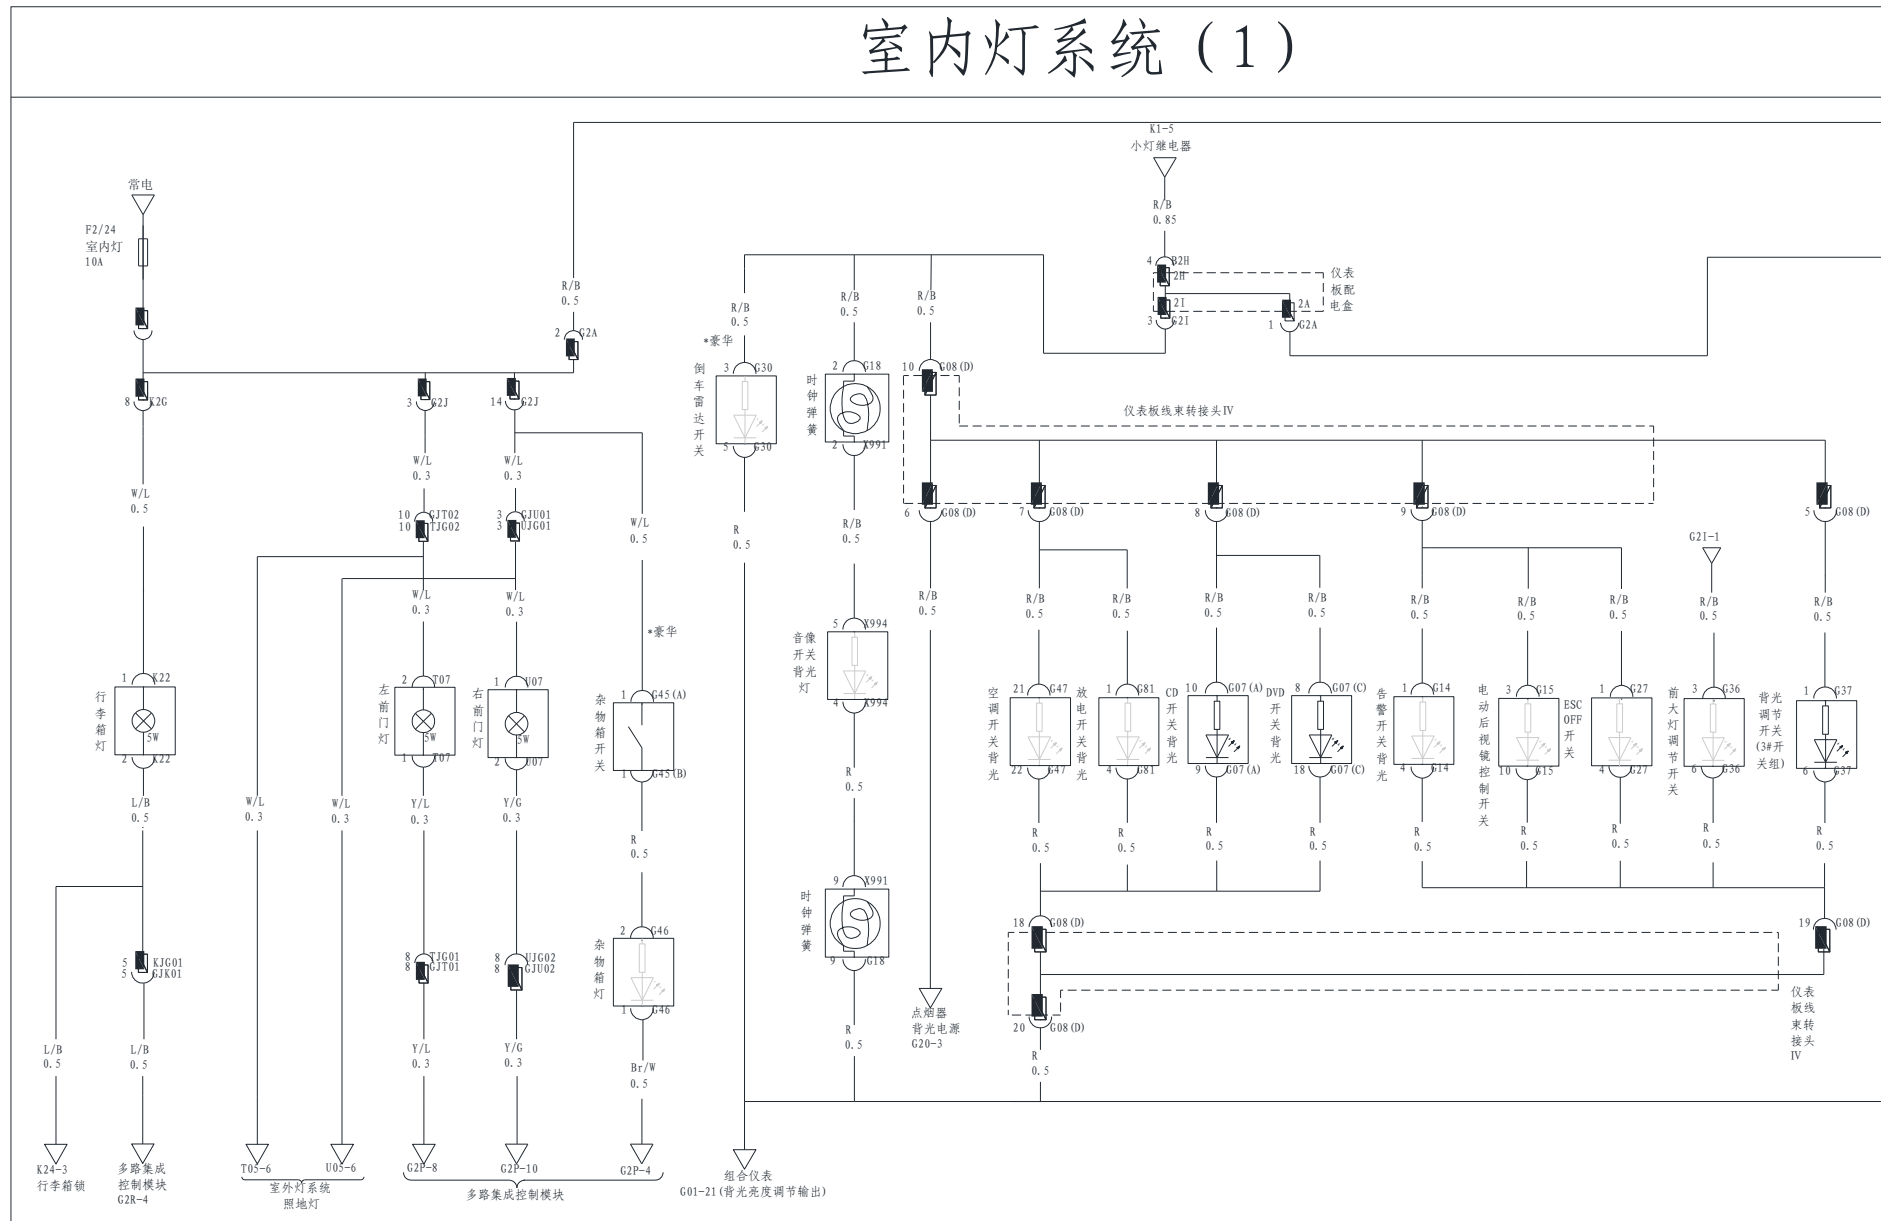 室内灯系统(1)
K1-5
小灯继电器
常电
R/B
0.85
F2/24
室内灯
10A
4 B2H
2H
仪表
板配
电盒
R/B
0.5
R/B
0.5
R/B
0.5
R/B
0.5
2I
2A
3 G2I
1 G2A
2 G2A
*豪华
倒车雷达开关
3 G30
5 G30
时钟弹簧
2 G18
2 X991
10 G08(D)
仪表板线束转接头IV
8 K2G
3 G2J
14 G2J
W/L
0.3
W/L
0.3
W/L
0.5
10 GJT02
10 TJG02
3 GJU01
3 UJG01
W/L
0.5
R
0.5
R/B
0.5
6 G08(D)
7 G08(D)
8 G08(D)
9 G08(D)
5 G08(D)
G2I-1
W/L
0.3
W/L
0.3
R/B
0.5
R/B
0.5
R/B
0.5
R/B
0.5
R/B
0.5
R/B
0.5
R/B
0.5
R/B
0.5
R/B
0.5
R/B
0.5
*豪华
音像
开关
背光
灯
5 X994
4 X994
行李箱灯
1 K22
5W
2 K22
左前门灯
2 T07
5W
1 T07
右前门灯
1 U07
5W
2 U07
杂物箱开关
1 G45(A)
1 G45(B)
空调开关背光
21 G47
22 G47
放电开关背光
1 G81
4 G81
CD开关背光
10 G07(A)
9 G07(A)
DVD开关背光
8 G07(C)
18 G07(C)
告警开关背光
1 G14
4 G14
电动后视镜控制开关
3 G15
10 G15
ESC
OFF
开
关
1 G27
4 G27
前大灯调节开关
3 G36
6 G36
背光
调节
开关
(3#开
关组)
1 G37
6 G37
L/B
0.5
W/L
0.3
W/L
0.3
Y/L
0.3
Y/G
0.3
R
0.5
R
0.5
R
0.5
R
0.5
R
0.5
R
0.5
R
0.5
R
0.5
R
0.5
R
0.5
R
0.5
时钟弹簧
9 X991
9 G18
杂物箱灯
2 G46
1 G46
18 G08(D)
19 G08(D)
5 KJG01
5 GJK01
8 TJG01
8 GJT01
8 UJG02
8 GJU02
点烟器
背光电源
G20-3
20 G08(D)
仪表
板线
束转
接头
IV
L/B
0.5
L/B
0.5
Y/L
0.3
Y/G
0.3
Br/W
0.5
R
0.5
R
0.5
K24-3
行李箱锁
多路集成
控制模块
G2R-4
T05-6
U05-6
室外灯系统
照地灯
G2P-8
G2P-10
G2P-4
多路集成控制模块
组合仪表
G01-21(背光亮度调节输出)